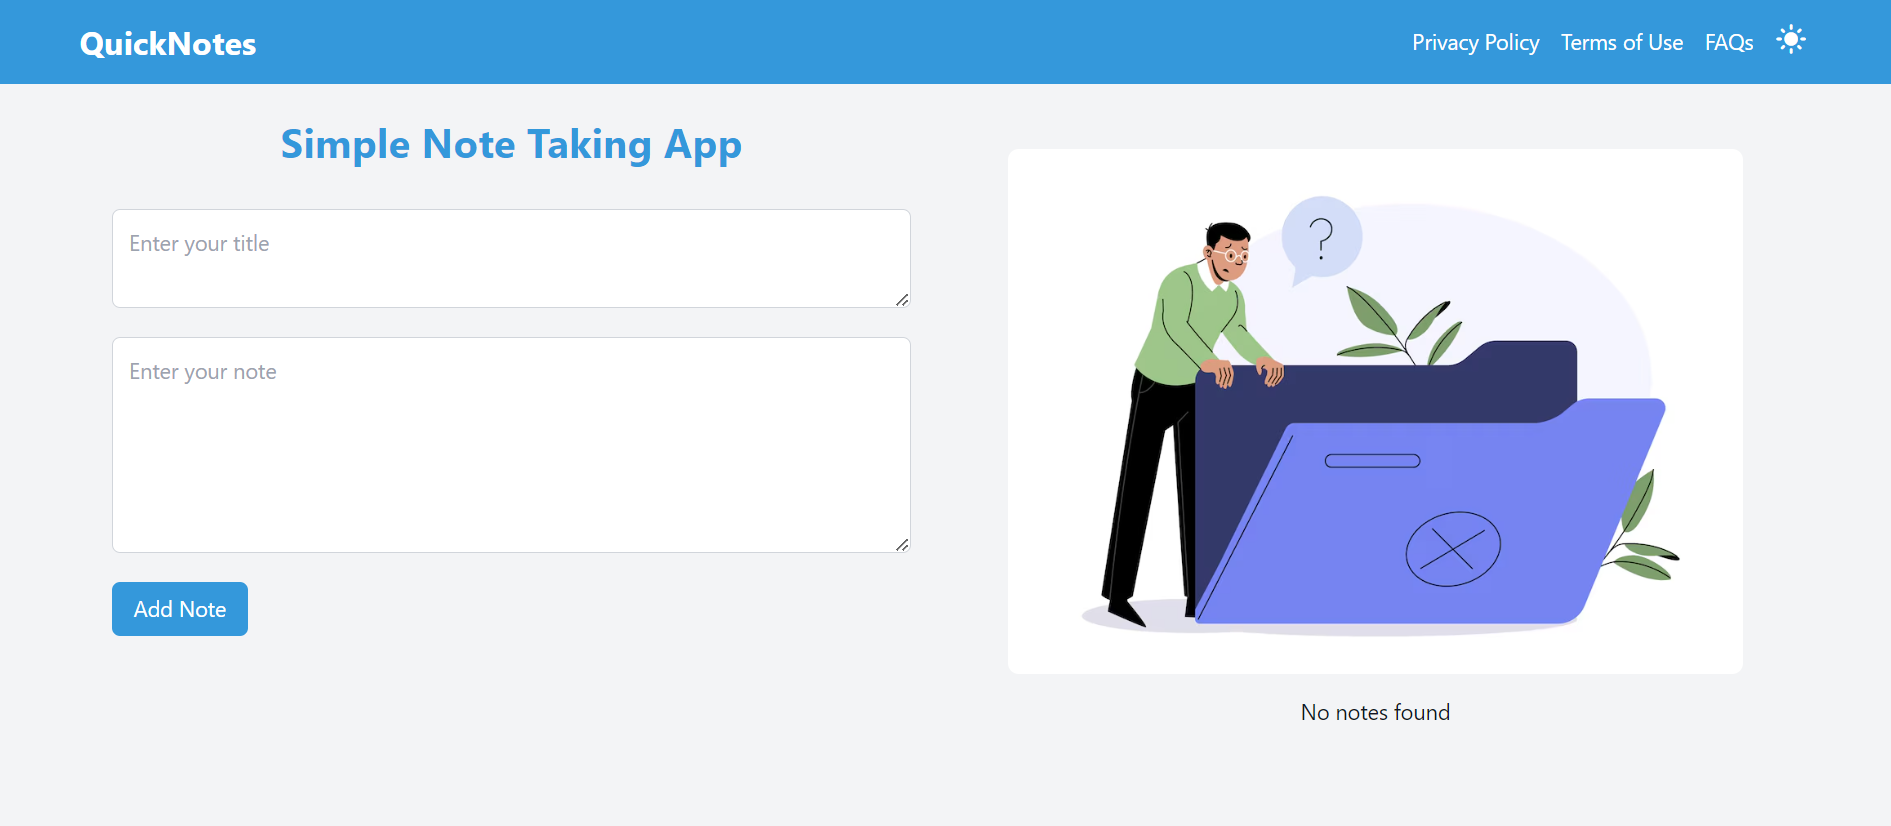 QuickNotes
Privacy Policy Terms of Use FAQs
Simple Note Taking App
Enter your title
Enter your note
Add Note
?
No notes found